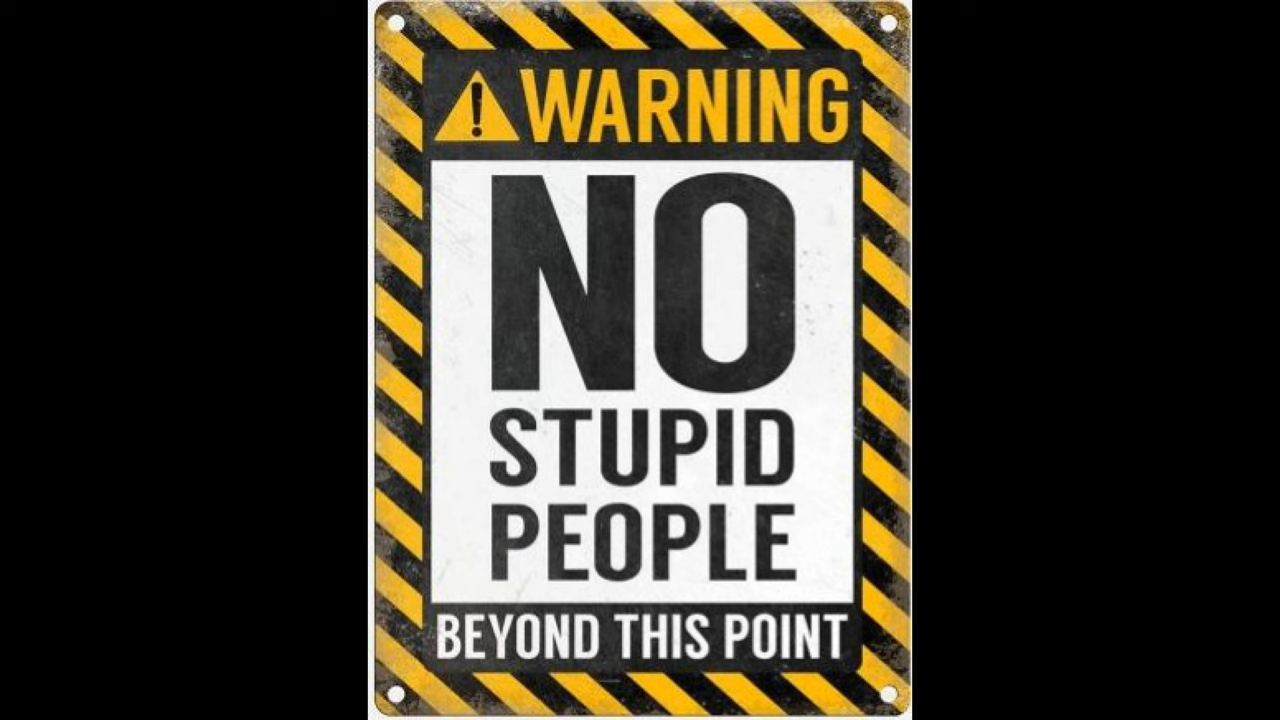 WARNING
NO
STUPID
PEOPLE
BEYOND THIS POINT